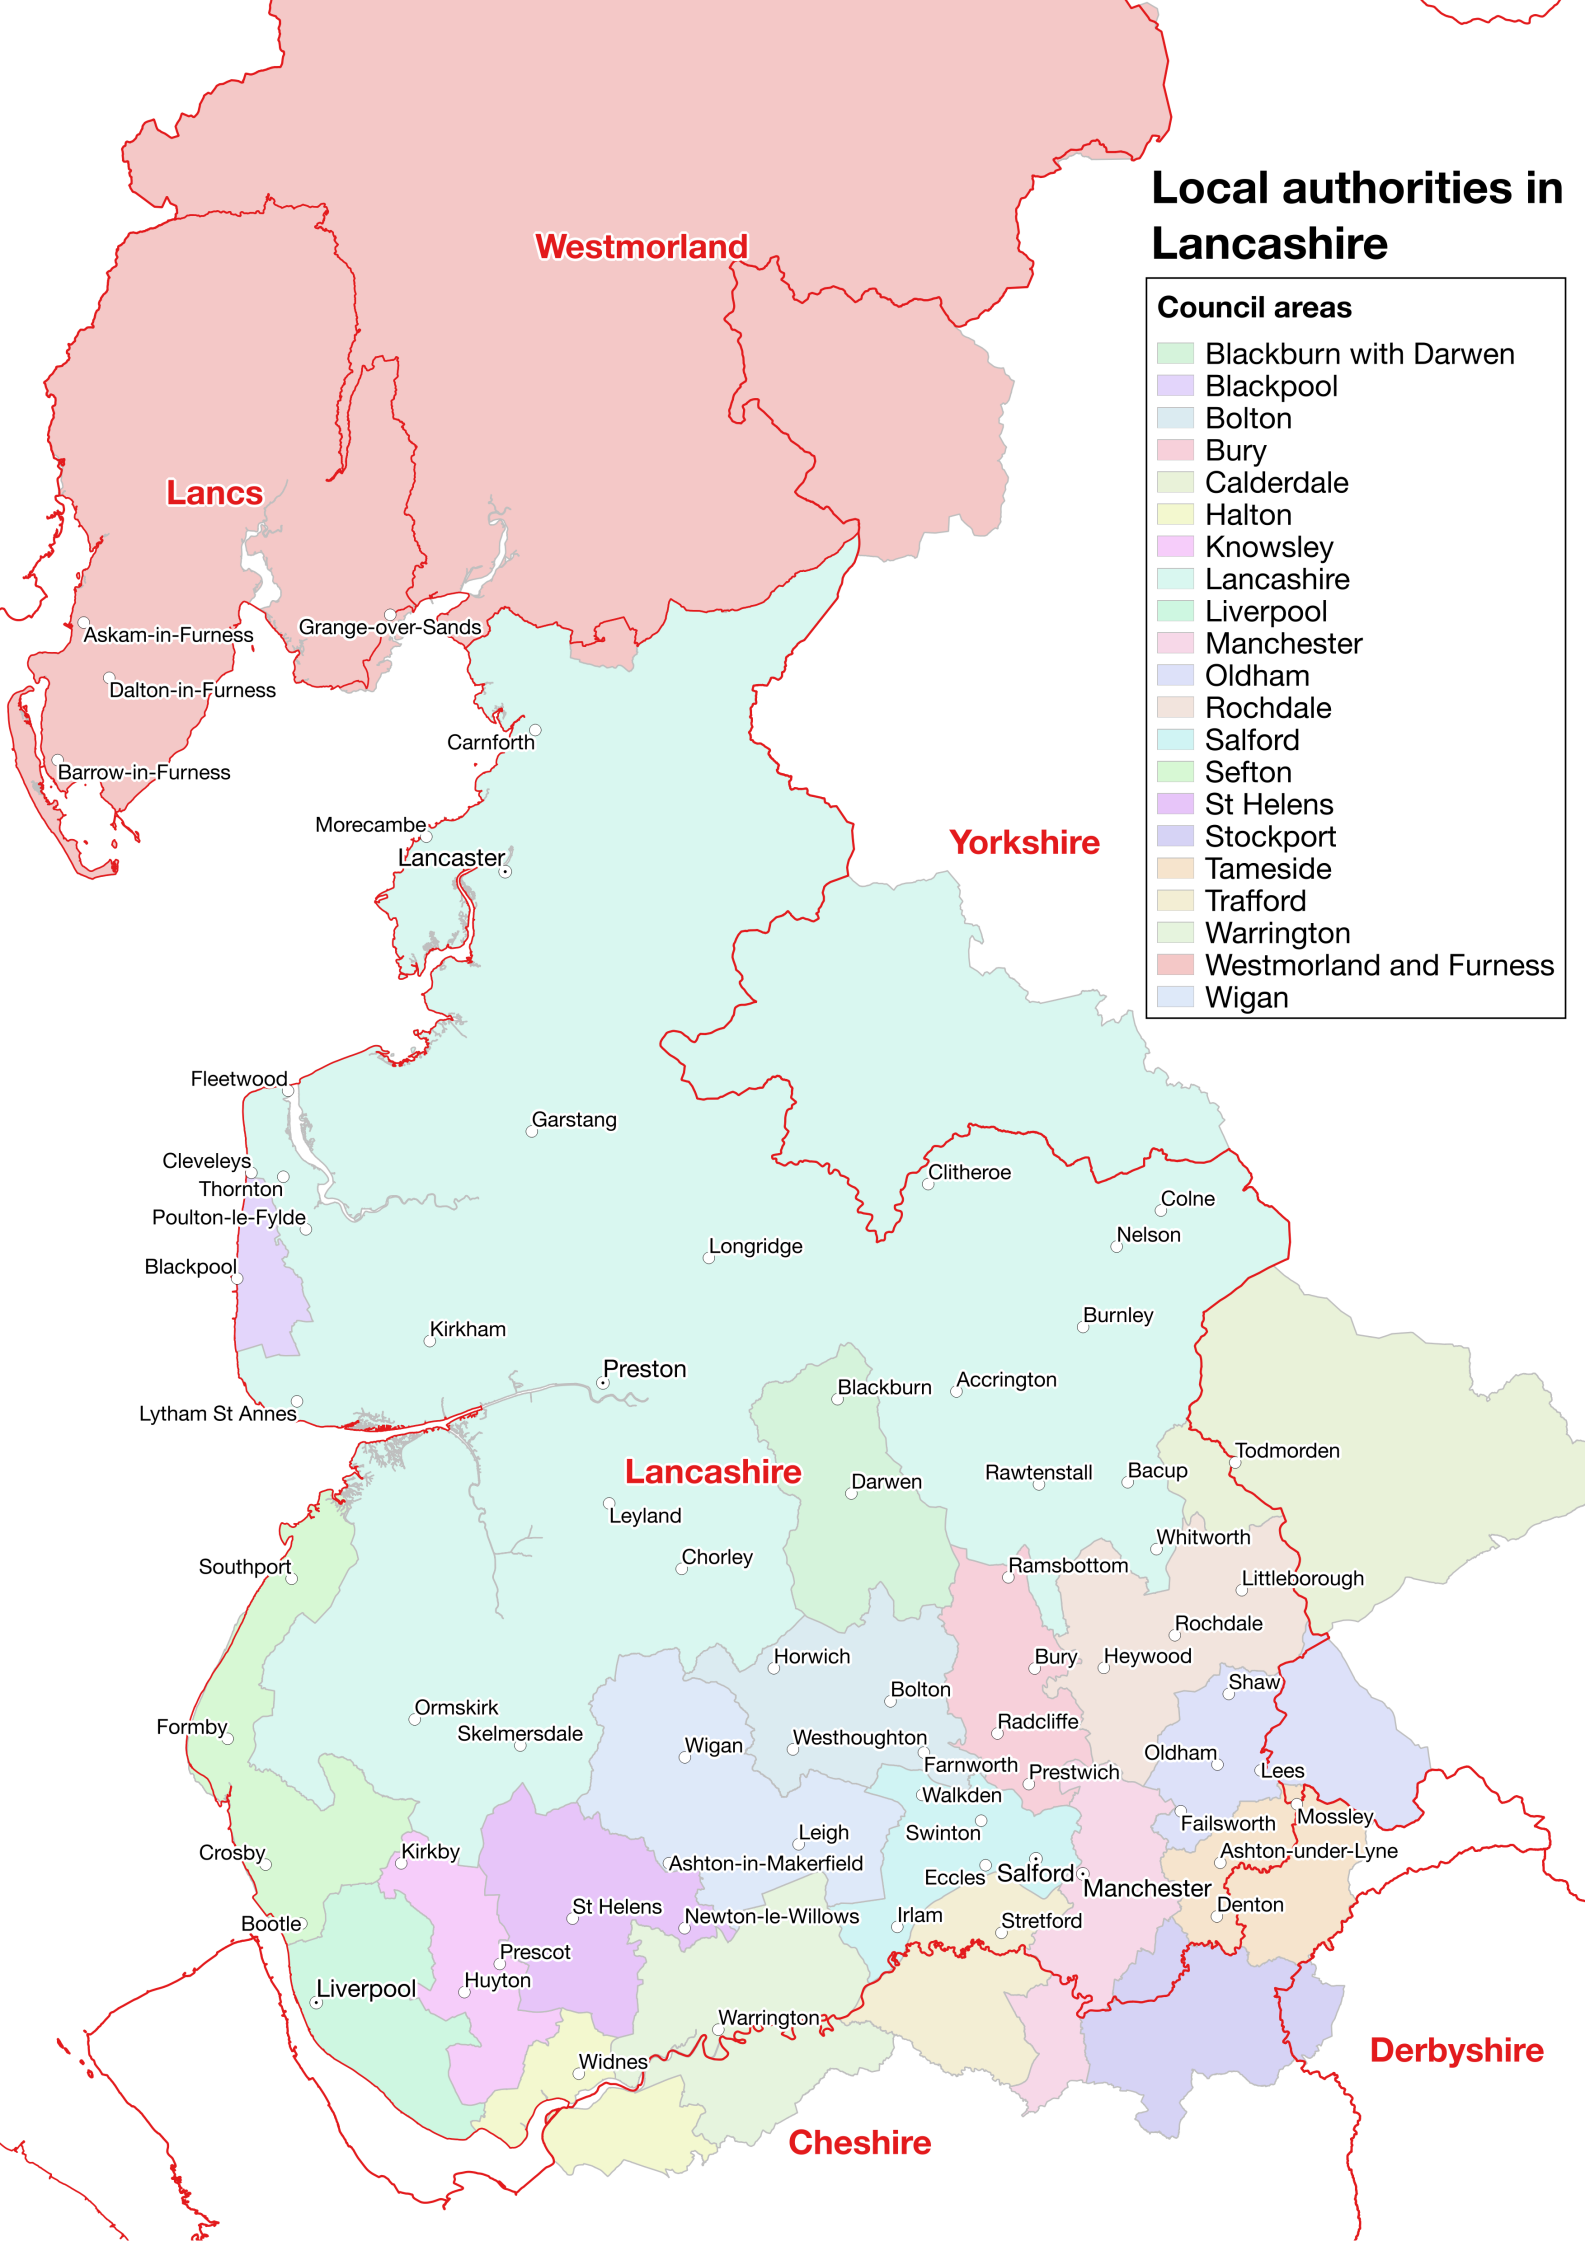 Local authorities in
Lancashire
Council areas
Blackburn with Darwen
Blackpool
Bolton
Bury
Calderdale
Halton
Knowsley
Lancashire
Liverpool
Manchester
Oldham
Rochdale
Salford
Sefton
St Helens
Stockport
Tameside
Trafford
Warrington
Westmorland and Furness
Wigan
Westmorland
Lancs
Askam-in-Furness
Grange-over-Sands
Dalton-in-Furness
Carnforth
Barrow-in-Furness
Morecambe
Yorkshire
Lancaster
Fleetwood
Garstang
Cleveleys
Clitheroe
Thornton
Colne
Poulton-le-Fylde
Nelson
Longridge
Blackpool
Burnley
Kirkham
Preston
Accrington
Blackburn
Lytham St Annes
Todmorden
Lancashire
Bacup
Rawtenstall
Darwen
Leyland
Whitworth
Chorley
Ramsbottom
Southport
Littleborough
Rochdale
Horwich
Bury
Heywood
Shaw
Bolton
Ormskirk
Radcliffe
Formby
Skelmersdale
Westhoughton
Wigan
Oldham
Farnworth
Lees
Prestwich
Walkden
Mossley
Failsworth
Leigh
Swinton
Crosby
Kirkby
Ashton-under-Lyne
Ashton-in-Makerfield
Eccles
Salford
Manchester
Denton
St Helens
Newton-le-Willows
Irlam
Stretford
Bootle
Prescot
Huyton
Liverpool
Warrington
Derbyshire
Widnes
Cheshire